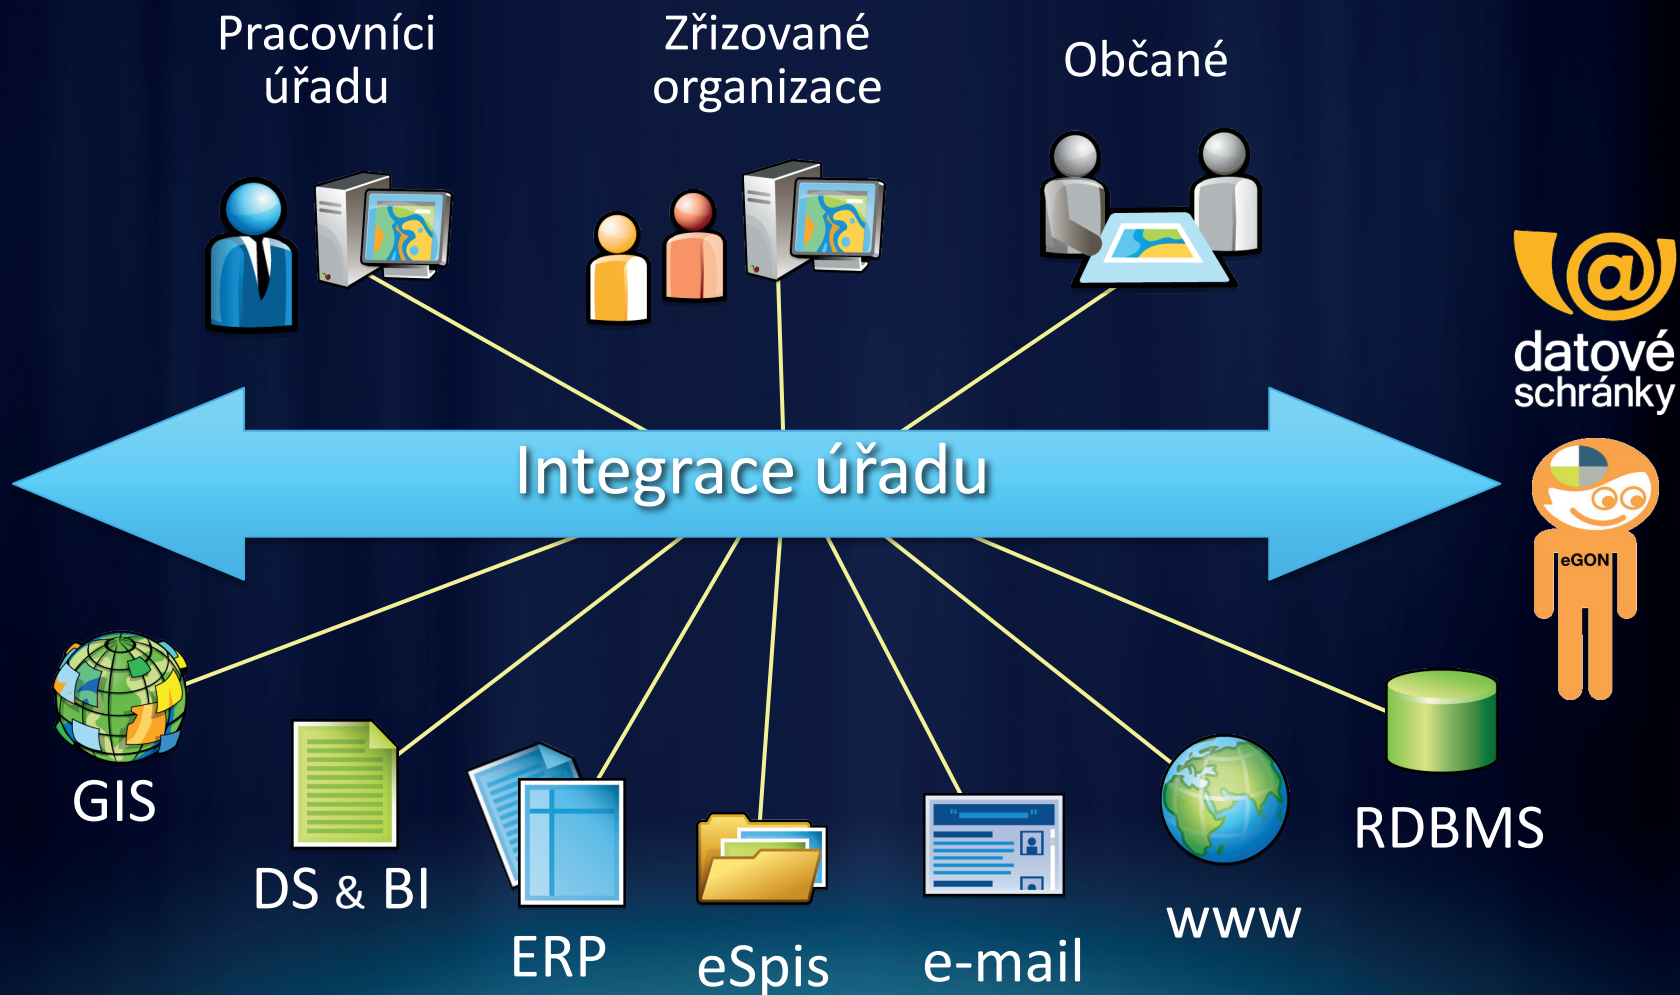 Pracovníci
úřadu
Zřizované
organizace
Občané
@
datové
schránky
Integrace úřadu
eGON
GIS
DS & BI
ERP
eSpis
e-mail
www
RDBMS